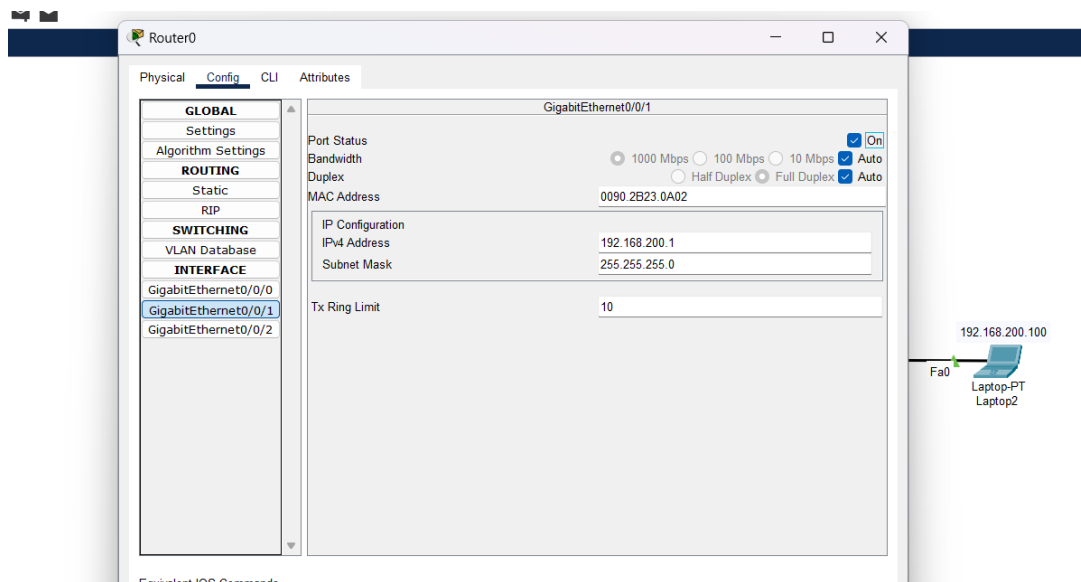 Router0
Physical Config CLI Attributes
GLOBAL
Settings
Algorithm Settings
ROUTING
Static
RIP
SWITCHING
VLAN Database
INTERFACE
GigabitEthernet0/0/0
GigabitEthernet0/0/1
GigabitEthernet0/0/2
GigabitEthernet0/0/1
Port Status On
Bandwidth 1000 Mbps 100 Mbps 10 Mbps Auto
Duplex Half Duplex Full Duplex Auto
MAC Address 0090.2B23.0A02
IP Configuration
IPv4 Address 192.168.200.1
Subnet Mask 255.255.255.0
Tx Ring Limit 10
Equivalent IOS Commands
192.168.200.100
Fa0
Laptop-PT
Laptop2